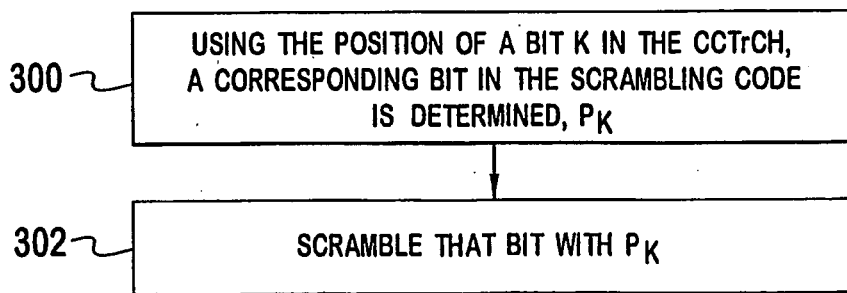 300
USING THE POSITION OF A BIT K IN THE CCTrCH,
A CORRESPONDING BIT IN THE SCRAMBLING CODE
IS DETERMINED, PK
302
SCRAMBLE THAT BIT WITH PK